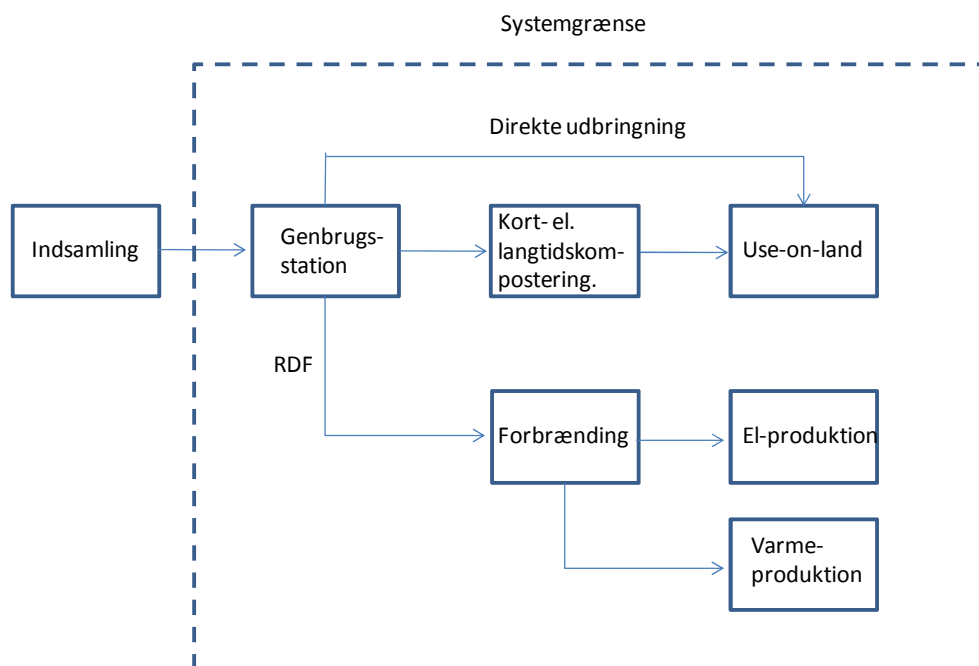 Systemgrænse
Direkte udbringning
Indsamling
Genbrugs-
station
Kort- el.
langtidskom-
postering.
Use-on-land
RDF
Forbrænding
El-produktion
Varme-
produktion